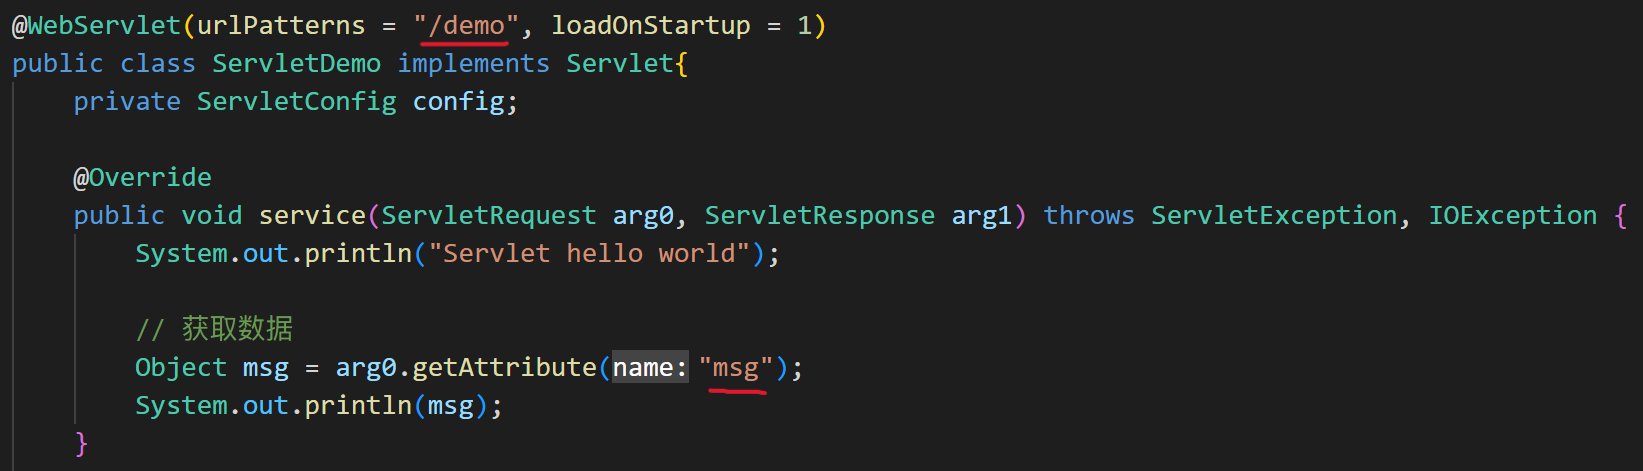 @WebServlet(urlPatterns = "/demo", loadOnStartup = 1)
public class ServletDemo implements Servlet{
private ServletConfig config;
@Override
public void service(ServletRequest arg0, ServletResponse arg1) throws ServletException, IOException {
System.out.println("Servlet hello world");
// 获取数据
Object msg = arg0.getAttribute(name: "msg");
System.out.println(msg);
}